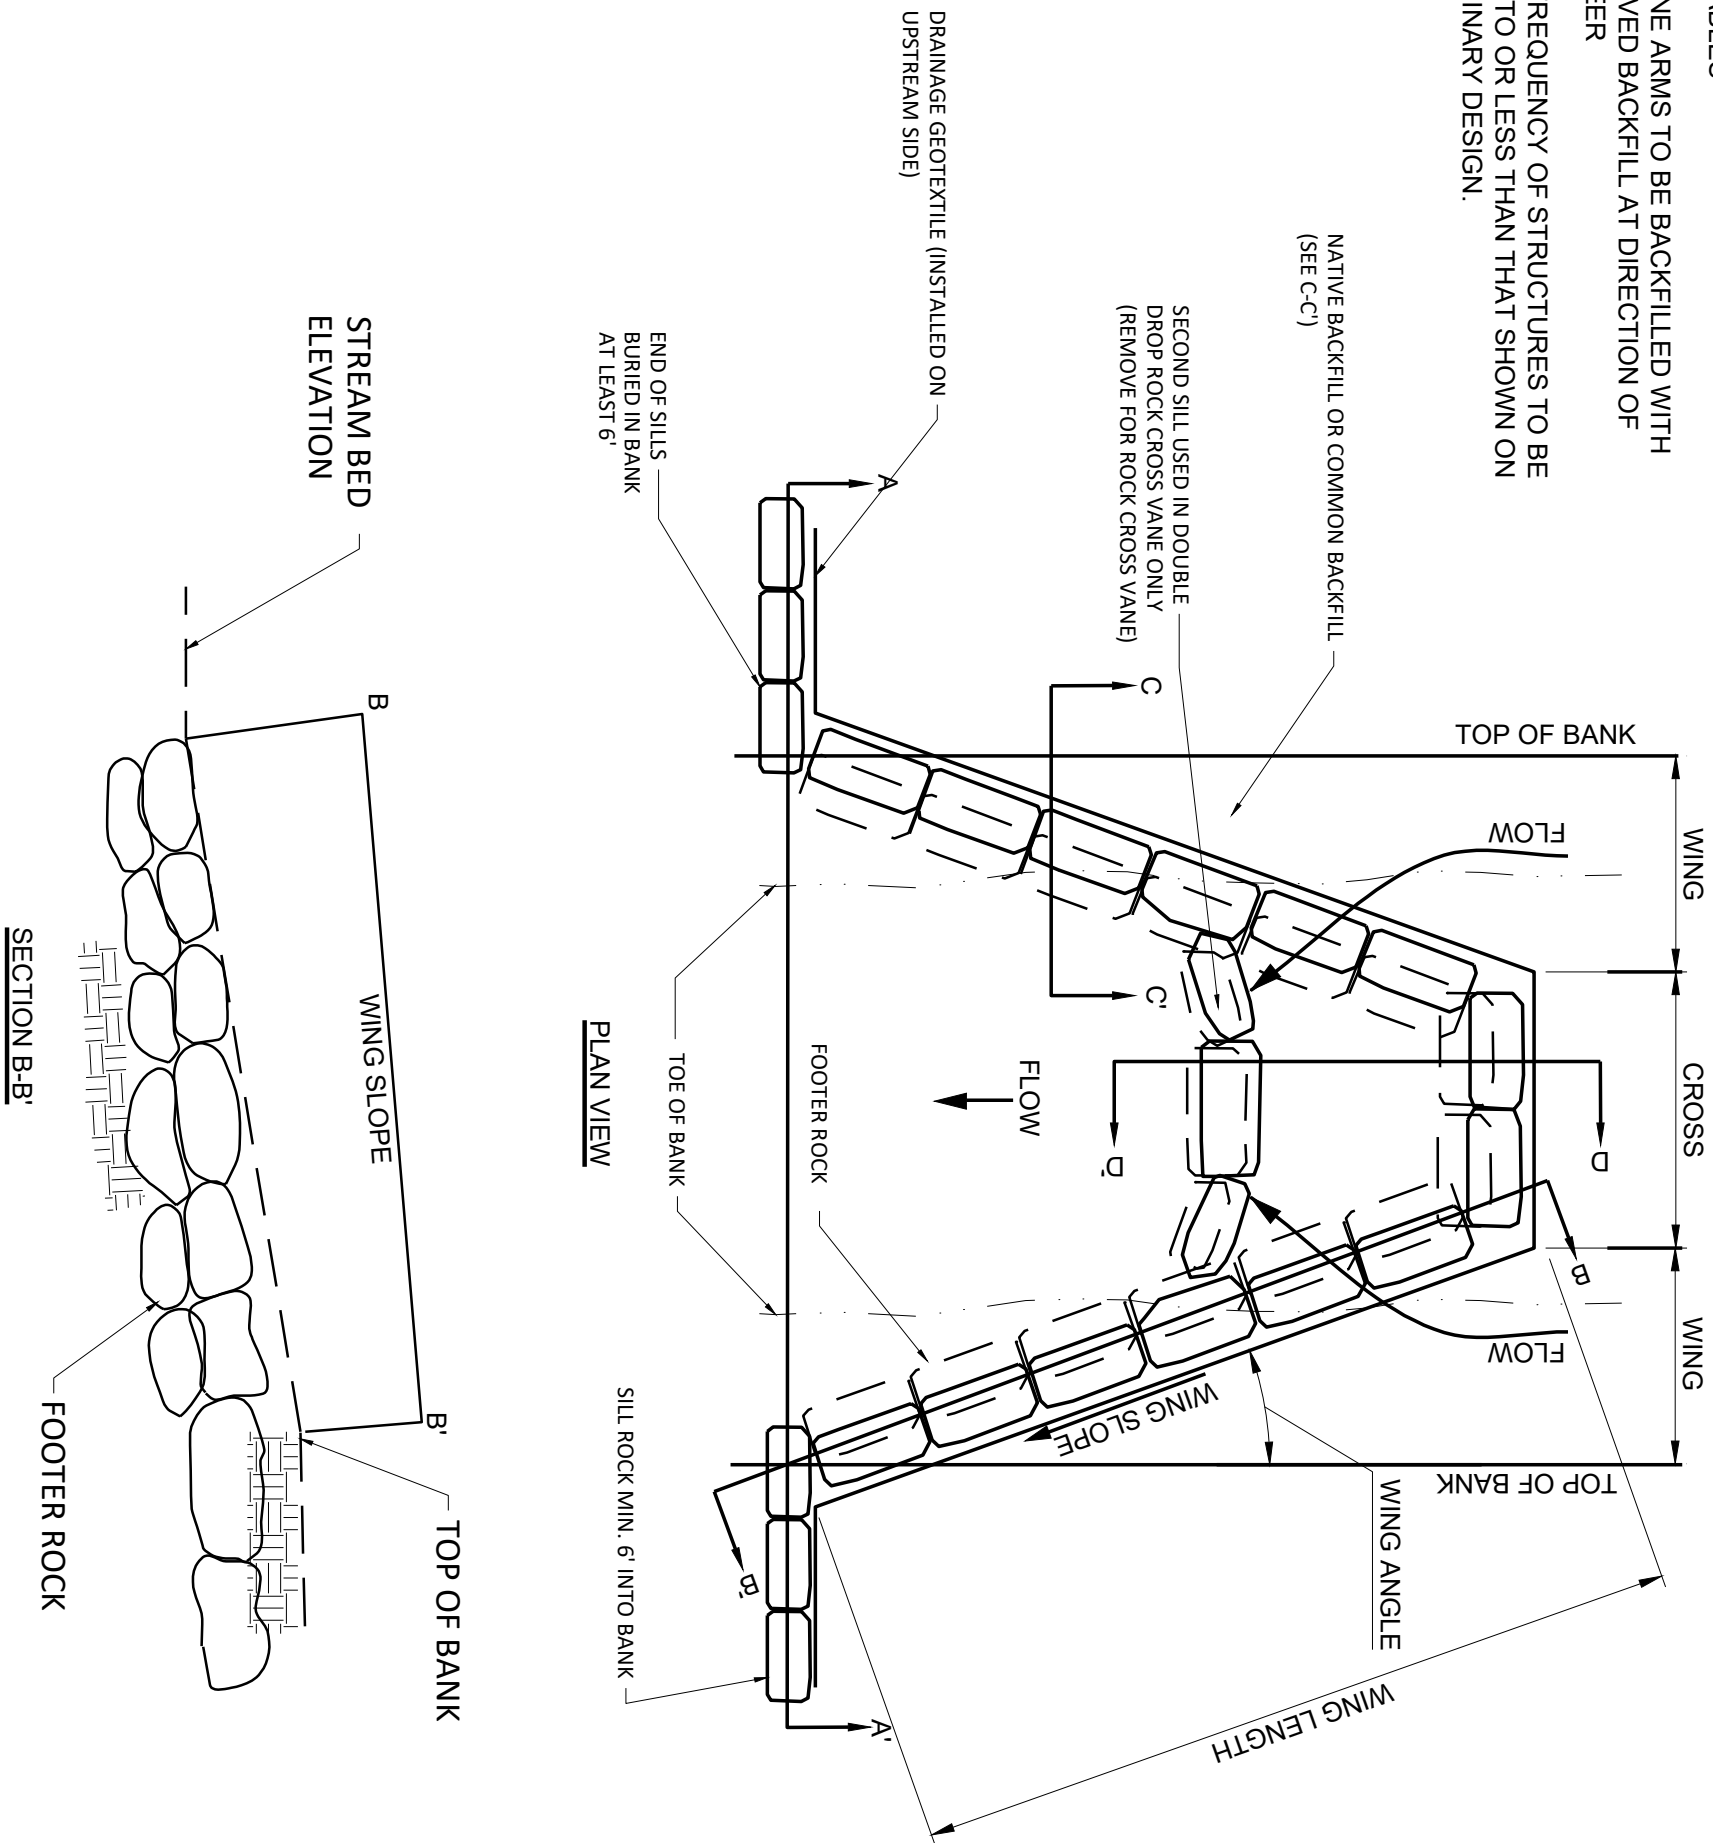 NE ARMS TO BE BACKFILLED WITH
VED BACKFILL AT DIRECTION OF
EER
REQUENCY OF STRUCTURES TO BE
TO OR LESS THAN THAT SHOWN ON
INARY DESIGN.
DRAINAGE GEOTEXTILE (INSTALLED ON
UPSTREAM SIDE)
NATIVE BACKFILL OR COMMON BACKFILL
(SEE C-C')
SECOND SILL USED IN DOUBLE
DROP ROCK CROSS VANE ONLY
(REMOVE FOR ROCK CROSS VANE)
END OF SILLS
BURIED IN BANK
AT LEAST 6'
WING
CROSS
WING
TOP OF BANK
TOP OF BANK
FLOW
FLOW
FLOW
A
A'
B
B'
C
C'
D
D'
WING SLOPE
WING ANGLE
WING LENGTH
FOOTER ROCK
TOE OF BANK
SILL ROCK MIN. 6' INTO BANK
PLAN VIEW
STREAM BED
ELEVATION
B
B'
WING SLOPE
TOP OF BANK
FOOTER ROCK
SECTION B-B'